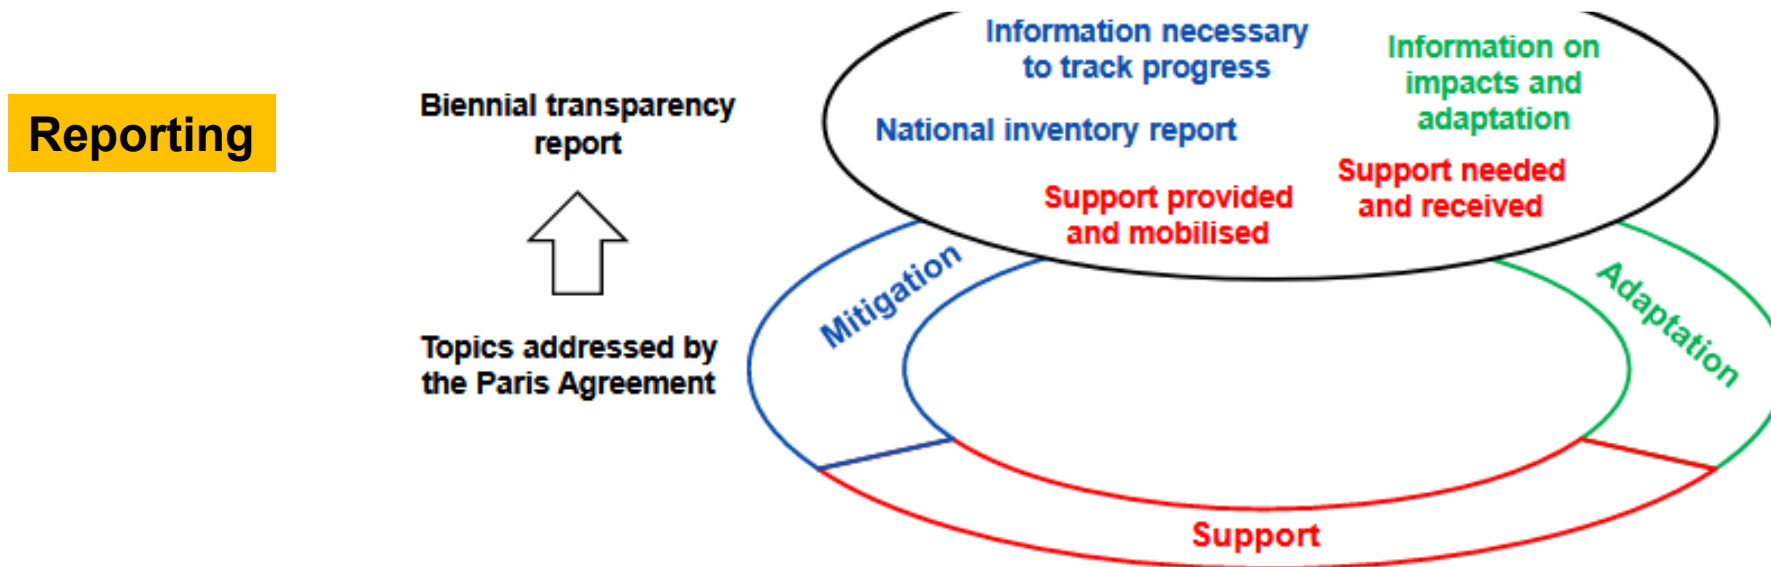 Reporting
Biennial transparency
report
Topics addressed by
the Paris Agreement
Information necessary
to track progress
National inventory report
Information on
impacts and
adaptation
Support provided
and mobilised
Support needed
and received
Mitigation
Adaptation
Support